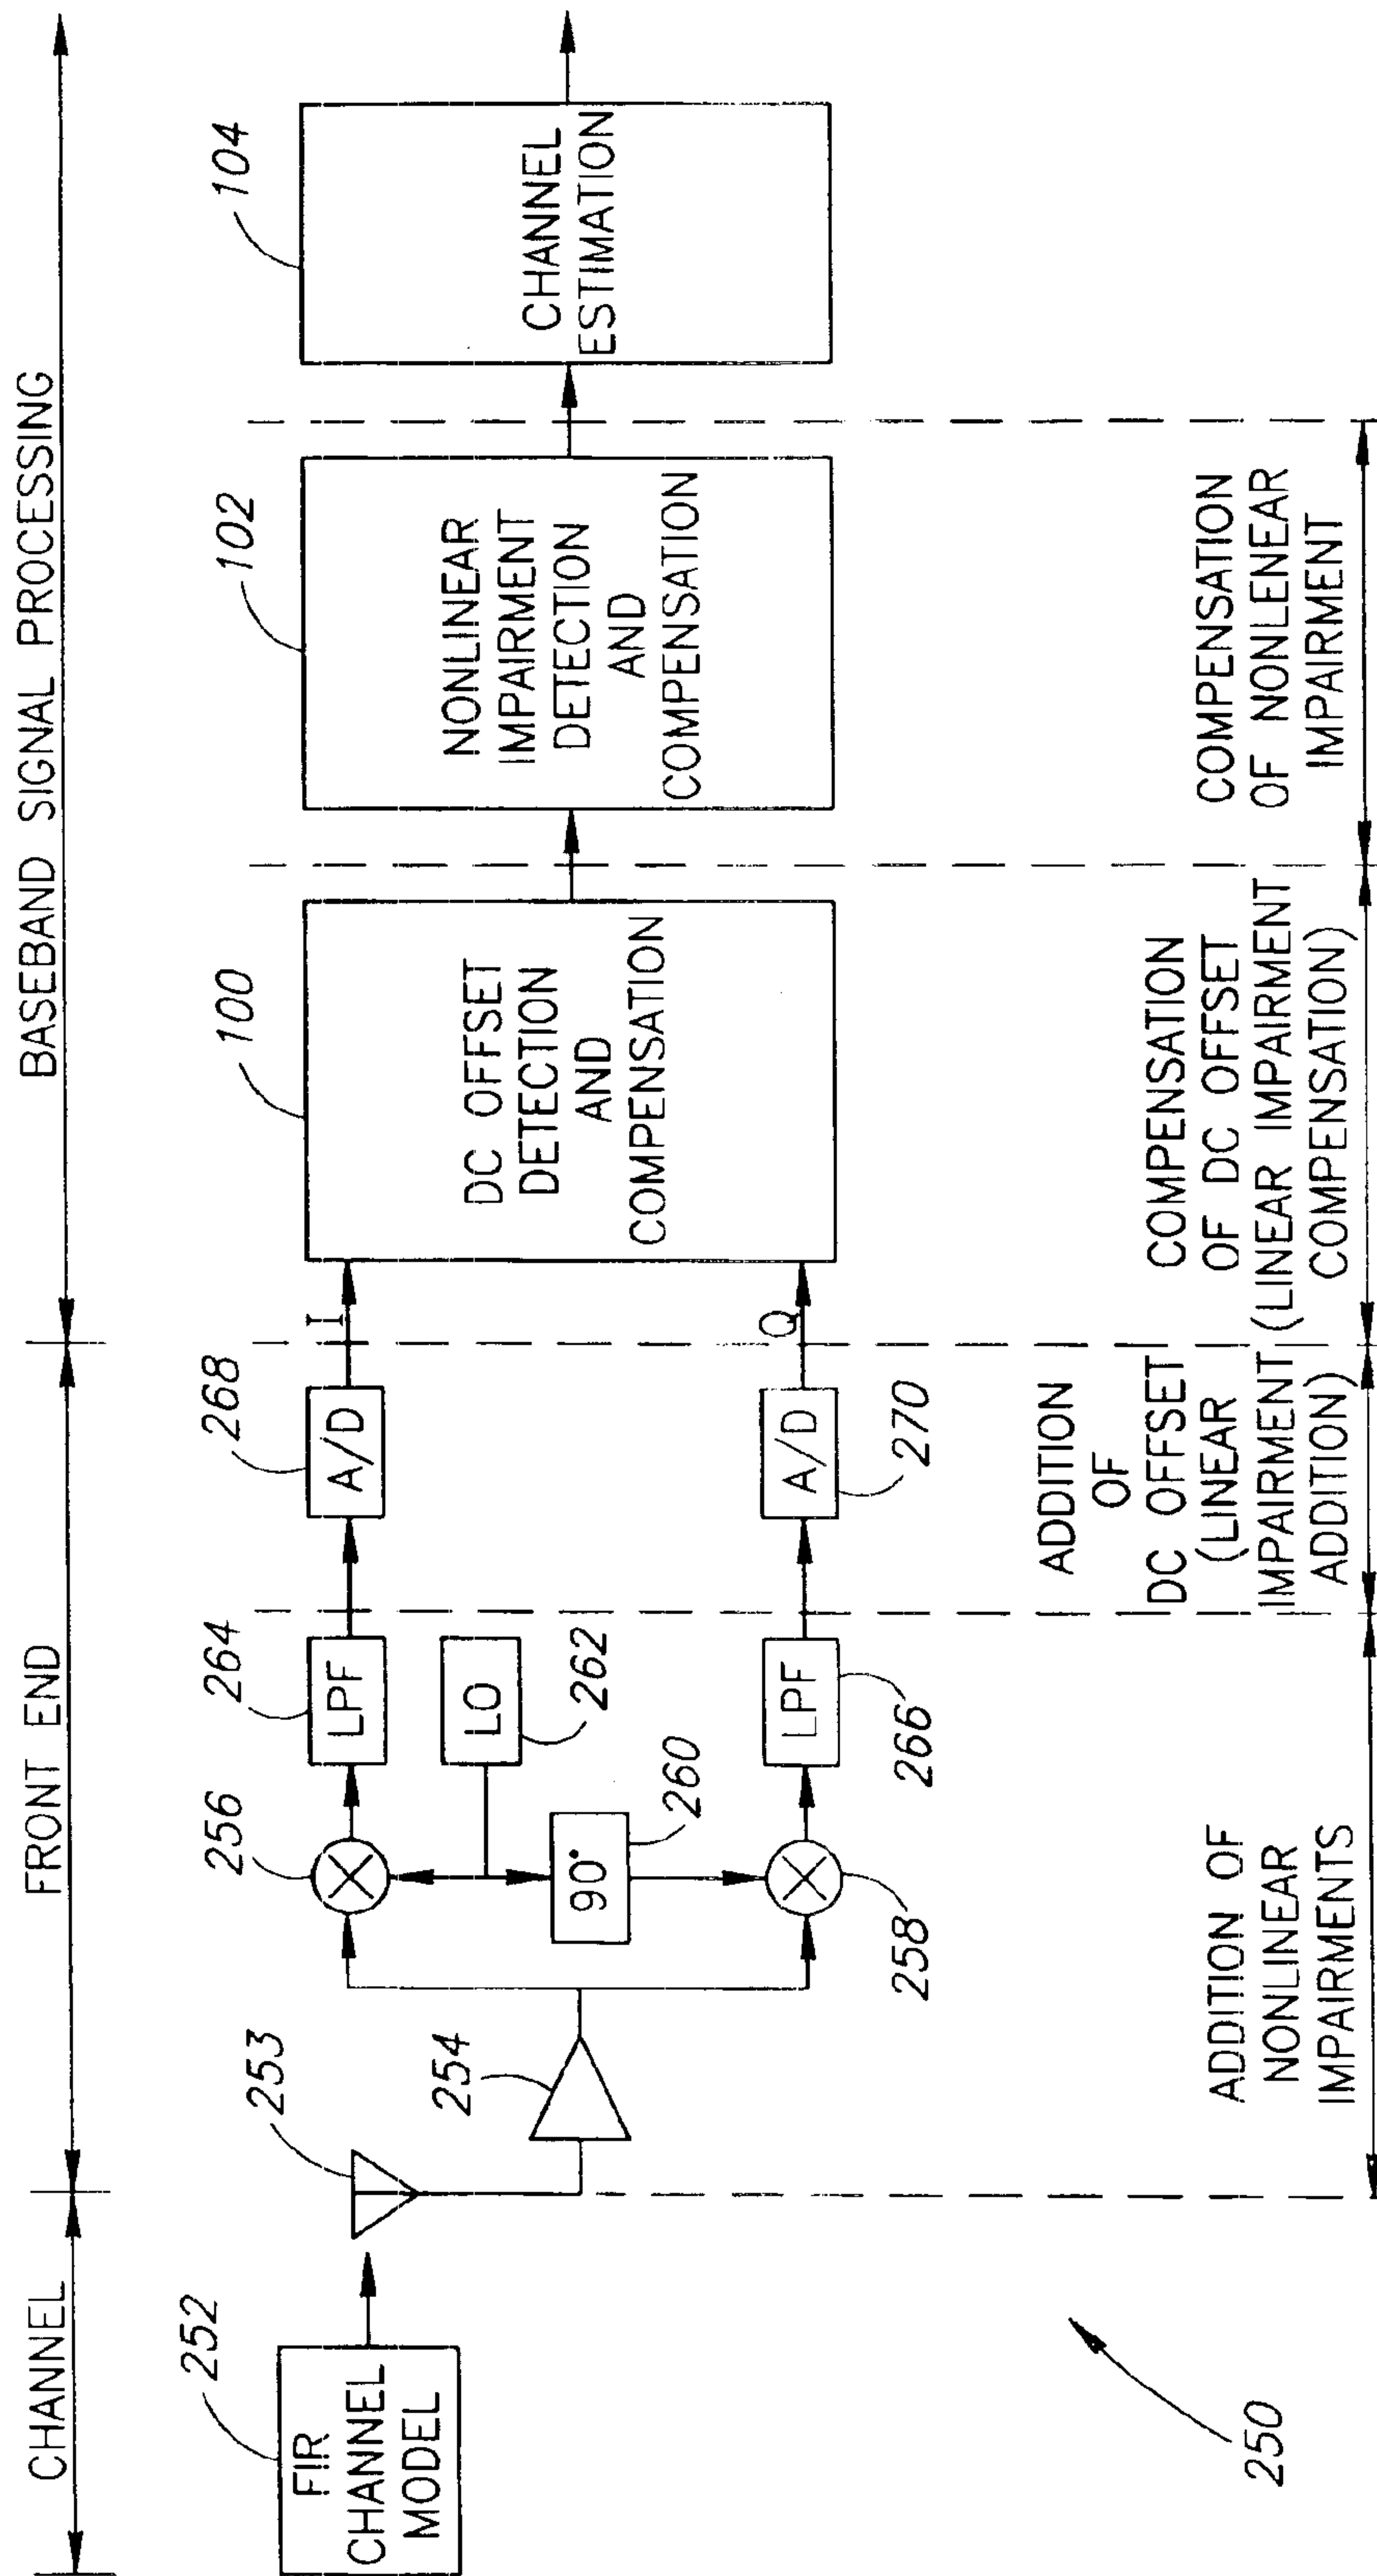 CHANNEL
FRONT END
BASEBAND SIGNAL PROCESSING
252
FIR
CHANNEL
MODEL
253
254
256
258
90°
260
LO
262
LPF
264
LPF
266
A/D
268
A/D
270
I
Q
100
DC OFFSET
DETECTION
AND
COMPENSATION
102
NONLINEAR
IMPAIRMENT
DETECTION
AND
COMPENSATION
104
CHANNEL
ESTIMATION
ADDITION OF
NONLINEAR
IMPAIRMENTS
ADDITION
OF
DC OFFSET
(LINEAR
IMPAIRMENT
ADDITION)
COMPENSATION
OF DC OFFSET
(LINEAR IMPAIRMENT
COMPENSATION)
COMPENSATION
OF NONLENEAR
IMPAIRMENT
250